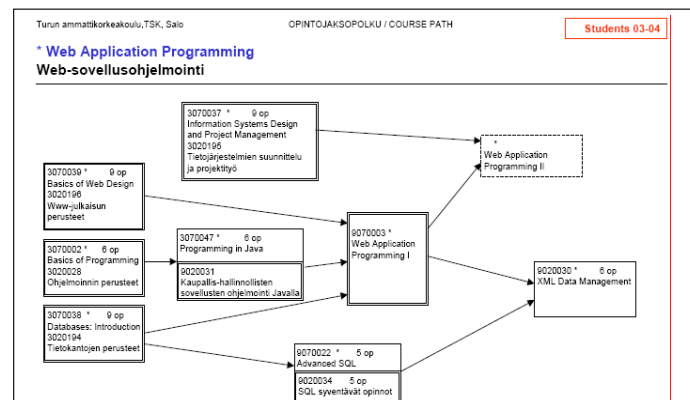 Turun ammattikorkeakoulu,TSK, Salo
OPINTOJAKSOPOLKU / COURSE PATH
Students 03-04
* Web Application Programming
Web-sovellusohjelmointi
3070037 * 9 op
Information Systems Design
and Project Management
3020195
Tietojärjestelmien suunnittelu
ja projektityö
*
Web Application
Programming II
3070039 * 9 op
Basics of Web Design
3020196
Www-julkaisun
perusteet
3070002 * 6 op
Basics of Programming
3020028
Ohjelmoinnin perusteet
3070047 * 6 op
Programming in Java
9020031
Kaupallis-hallinnollisten
sovellusten ohjelmointi Javalla
9070003 *
Web Application
Programming I
9020030 * 6 op
XML Data Management
3070038 * 9 op
Databases: Introduction
3020194
Tietokantojen perusteet
9070022 * 5 op
Advanced SQL
9020034 5 op
SQL syventävät opinnot